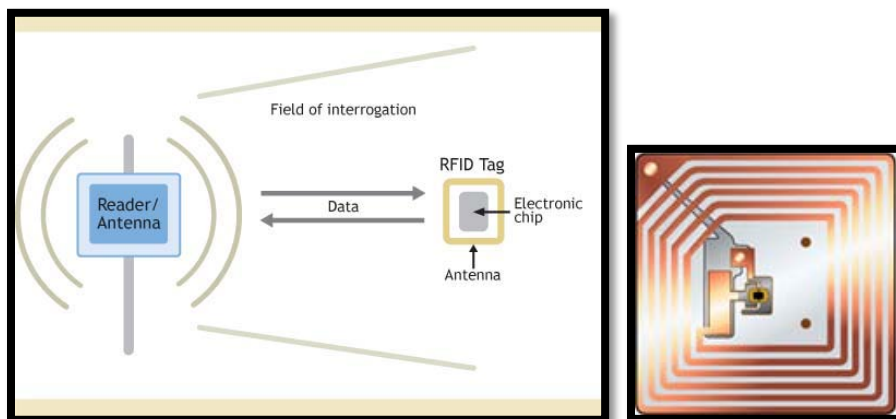 Field of interrogation
RFID Tag
Reader/
Antenna
Data
Electronic
chip
Antenna